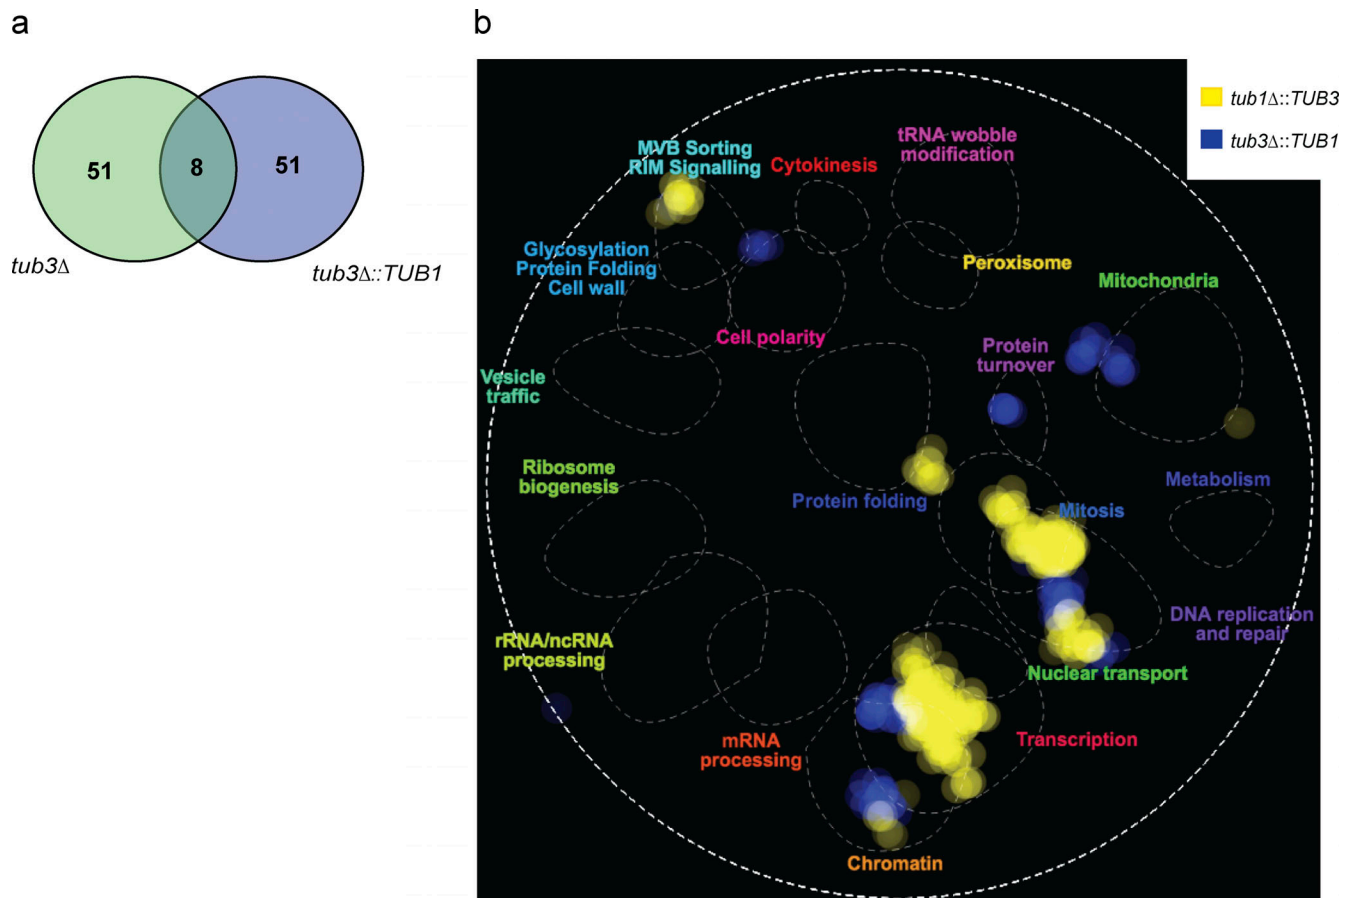 a
b
51
8
51
tub3Δ
tub3Δ::TUB1
tub1Δ::TUB3
tub3Δ::TUB1
MVB Sorting
RIM Signalling
Cytokinesis
tRNA wobble
modification
Glycosylation
Protein Folding
Cell wall
Peroxisome
Mitochondria
Cell polarity
Protein
turnover
Vesicle
traffic
Ribosome
biogenesis
Protein folding
Metabolism
Mitosis
DNA replication
and repair
rRNA/ncRNA
processing
Nuclear transport
mRNA
processing
Transcription
Chromatin